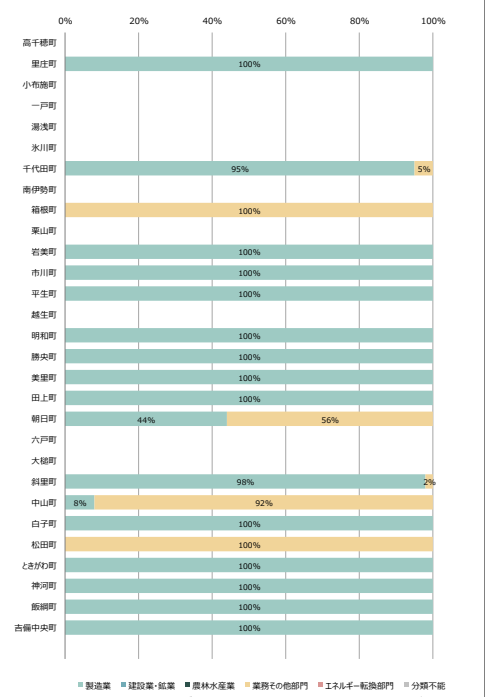 0% 20% 40% 60% 80% 100%
高千穂町
里庄町 100%
小布施町
一戸町
湯浅町
氷川町
千代田町 95% 5%
南伊勢町
箱根町 100%
栗山町
岩美町 100%
市川町 100%
平生町 100%
越生町
明和町 100%
勝央町 100%
美里町 100%
田上町 100%
朝日町 44% 56%
六戸町
大槌町
斜里町 98% 2%
中山町 8% 92%
白子町 100%
松田町 100%
ときがわ町 100%
神河町 100%
飯綱町 100%
吉備中央町 100%
製造業 建設業・鉱業 農林水産業 業務その他部門 エネルギー転換部門 分類不能